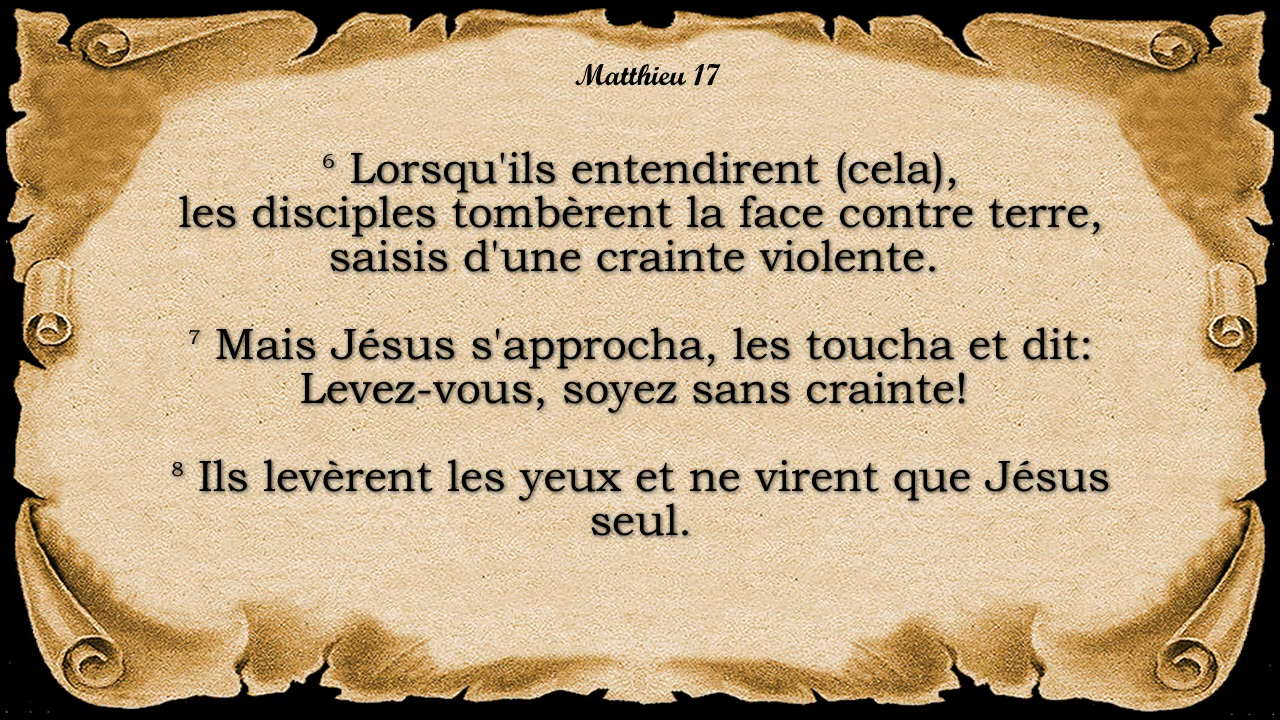 Matthieu 17
⁶ Lorsqu'ils entendirent (cela),
les disciples tombèrent la face contre terre,
saisis d'une crainte violente.
⁷ Mais Jésus s'approcha, les toucha et dit:
Levez-vous, soyez sans crainte!
⁸ Ils levèrent les yeux et ne virent que Jésus
seul.